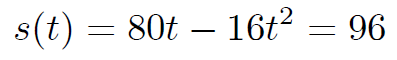 s(t) = 80t − 16t² = 96